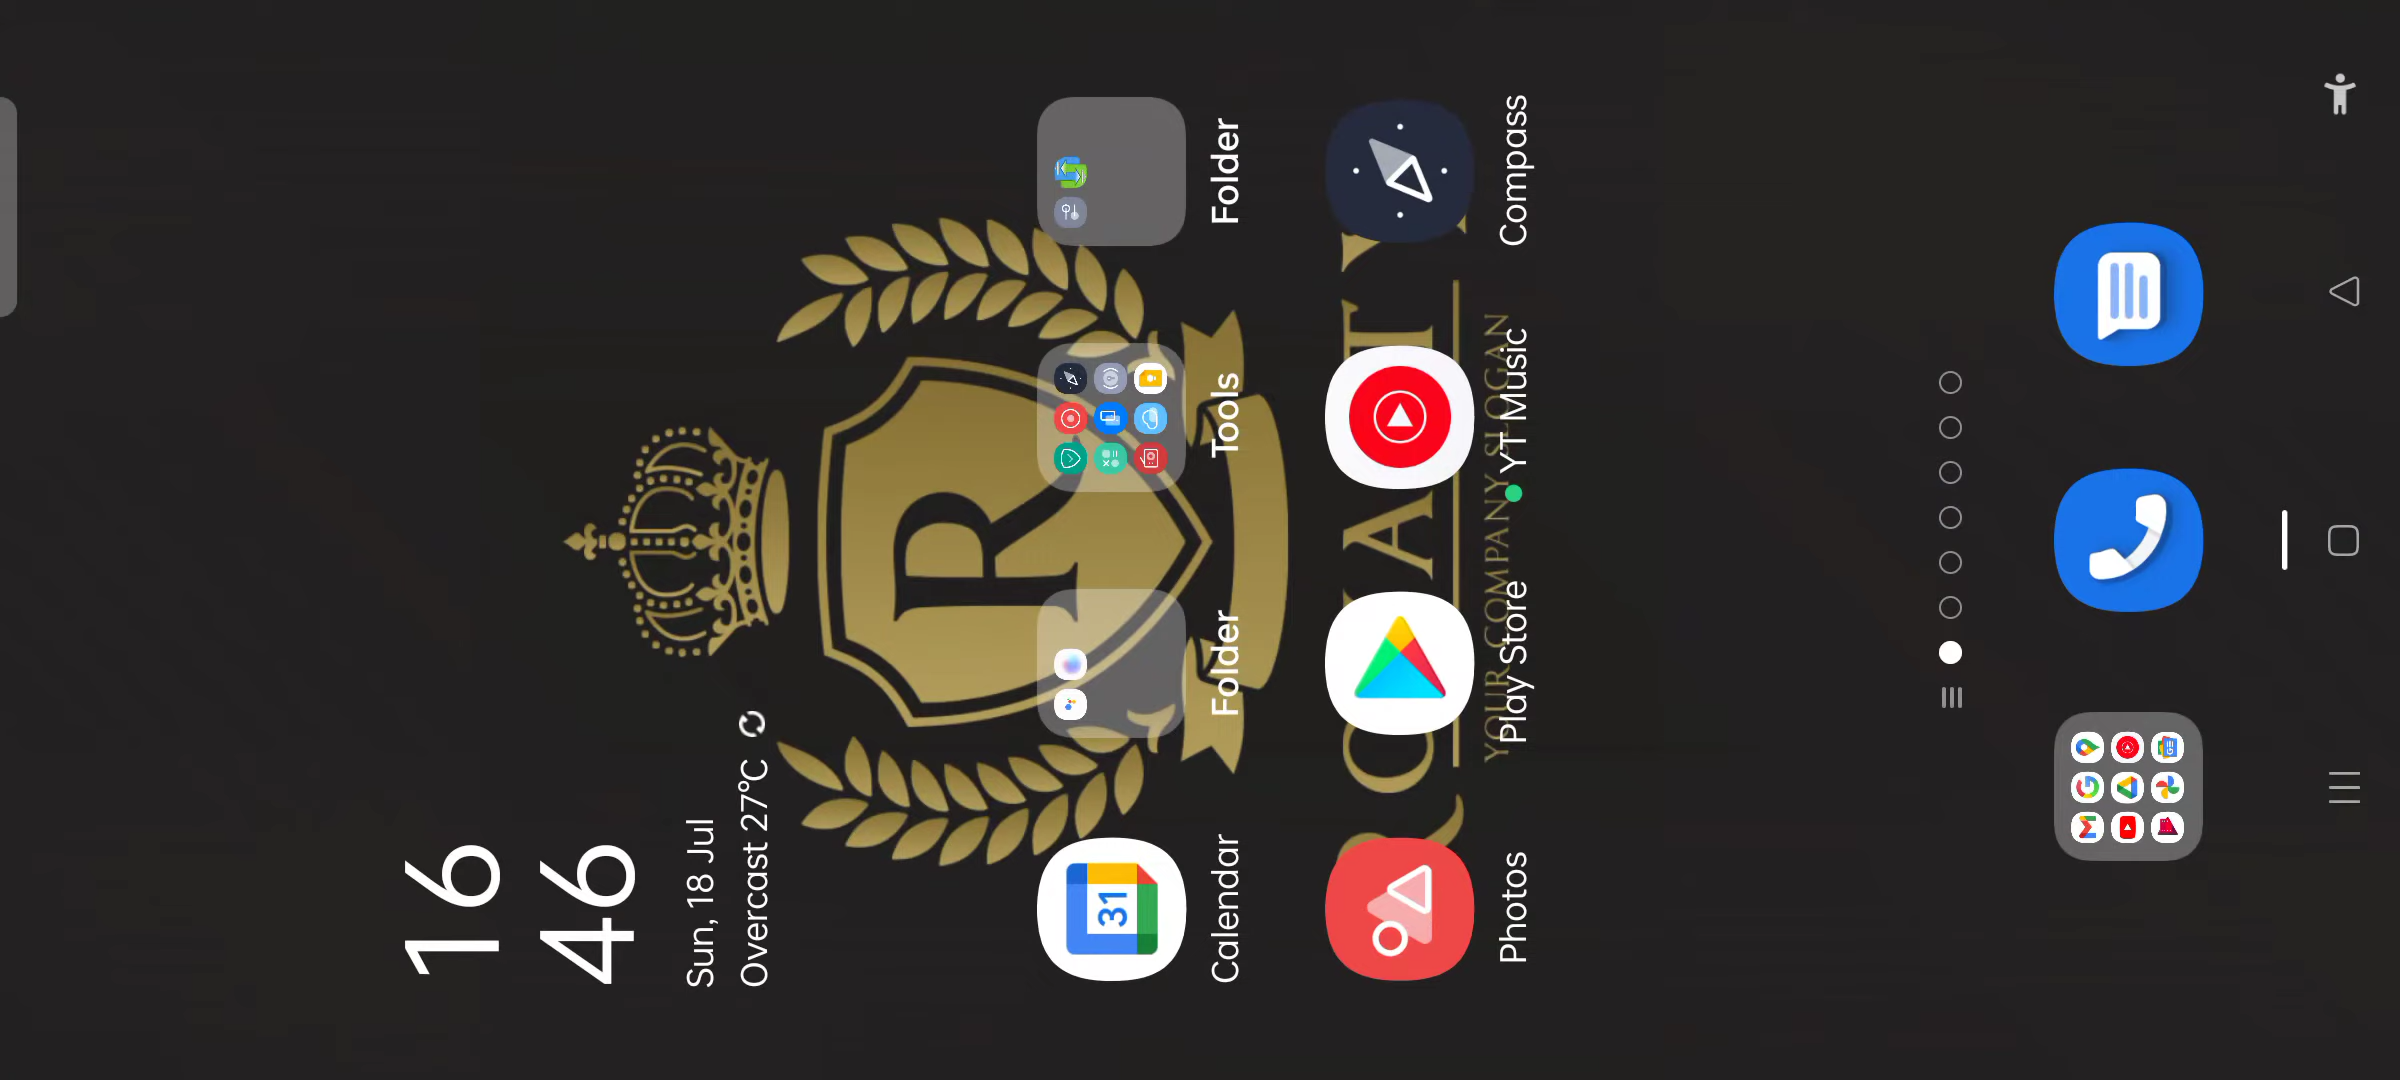 16
46
Sun, 18 Jul
Overcast 27°C
R
31
Calendar
Folder
Tools
Folder
Photos
Play Store
YT Music
Compass
YOUR COMPANY SLOGAN